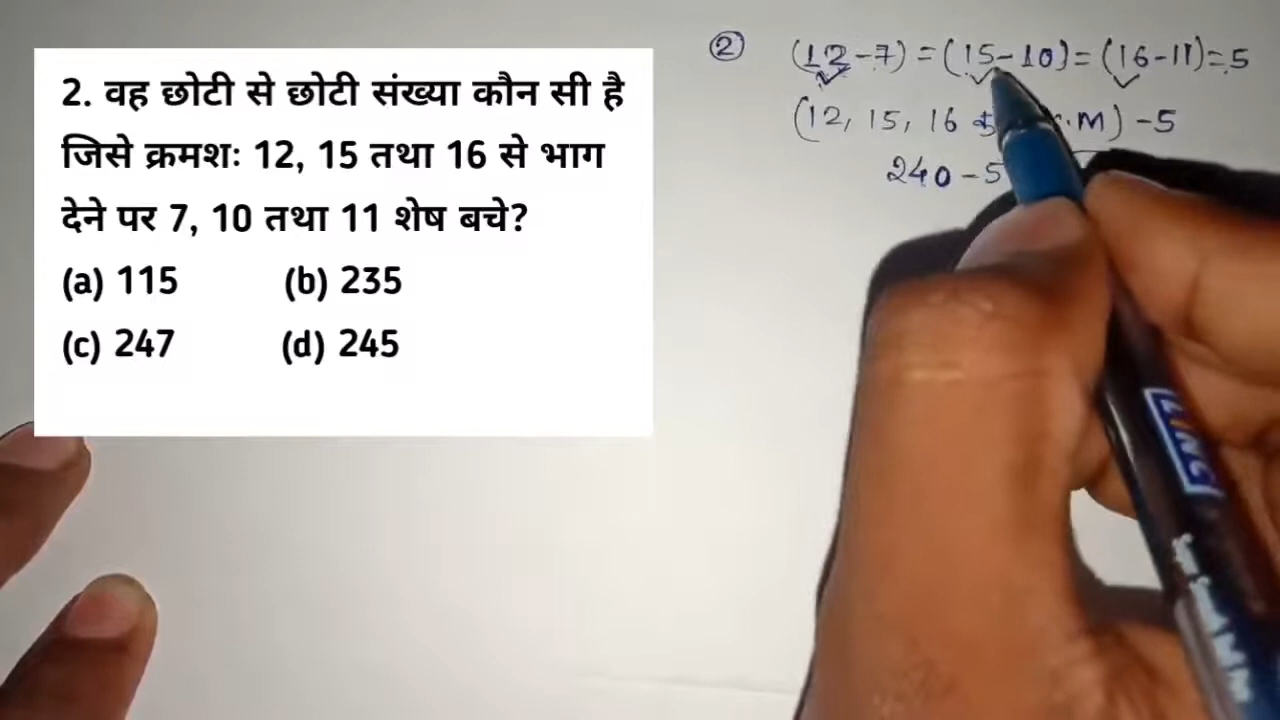 2. वह छोटी से छोटी संख्या कौन सी है
जिसे क्रमशः 12, 15 तथा 16 से भाग
देने पर 7, 10 तथा 11 शेष बचे?
(a) 115 (b) 235
(c) 247 (d) 245
② (12-7) = (15-10) = (16-11) = 5
(12, 15, 16 M) -5
240 - 5
LINC